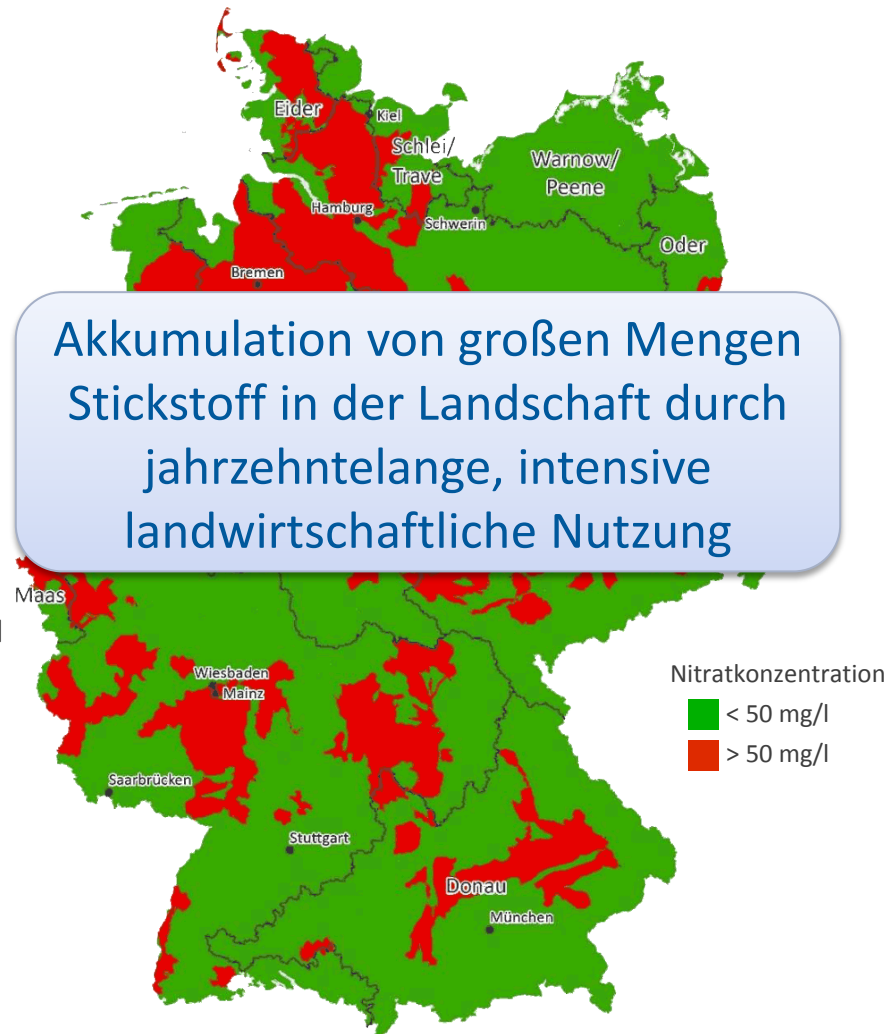 Eider
Kiel
Schlei/
Trave
Warnow/
Peene
Hamburg
Schwerin
Oder
Bremen
Akkumulation von großen Mengen
Stickstoff in der Landschaft durch
jahrzehntelange, intensive
landwirtschaftliche Nutzung
Maas
Wiesbaden
Mainz
Nitratkonzentration
< 50 mg/l
> 50 mg/l
Saarbrücken
Stuttgart
Donau
München